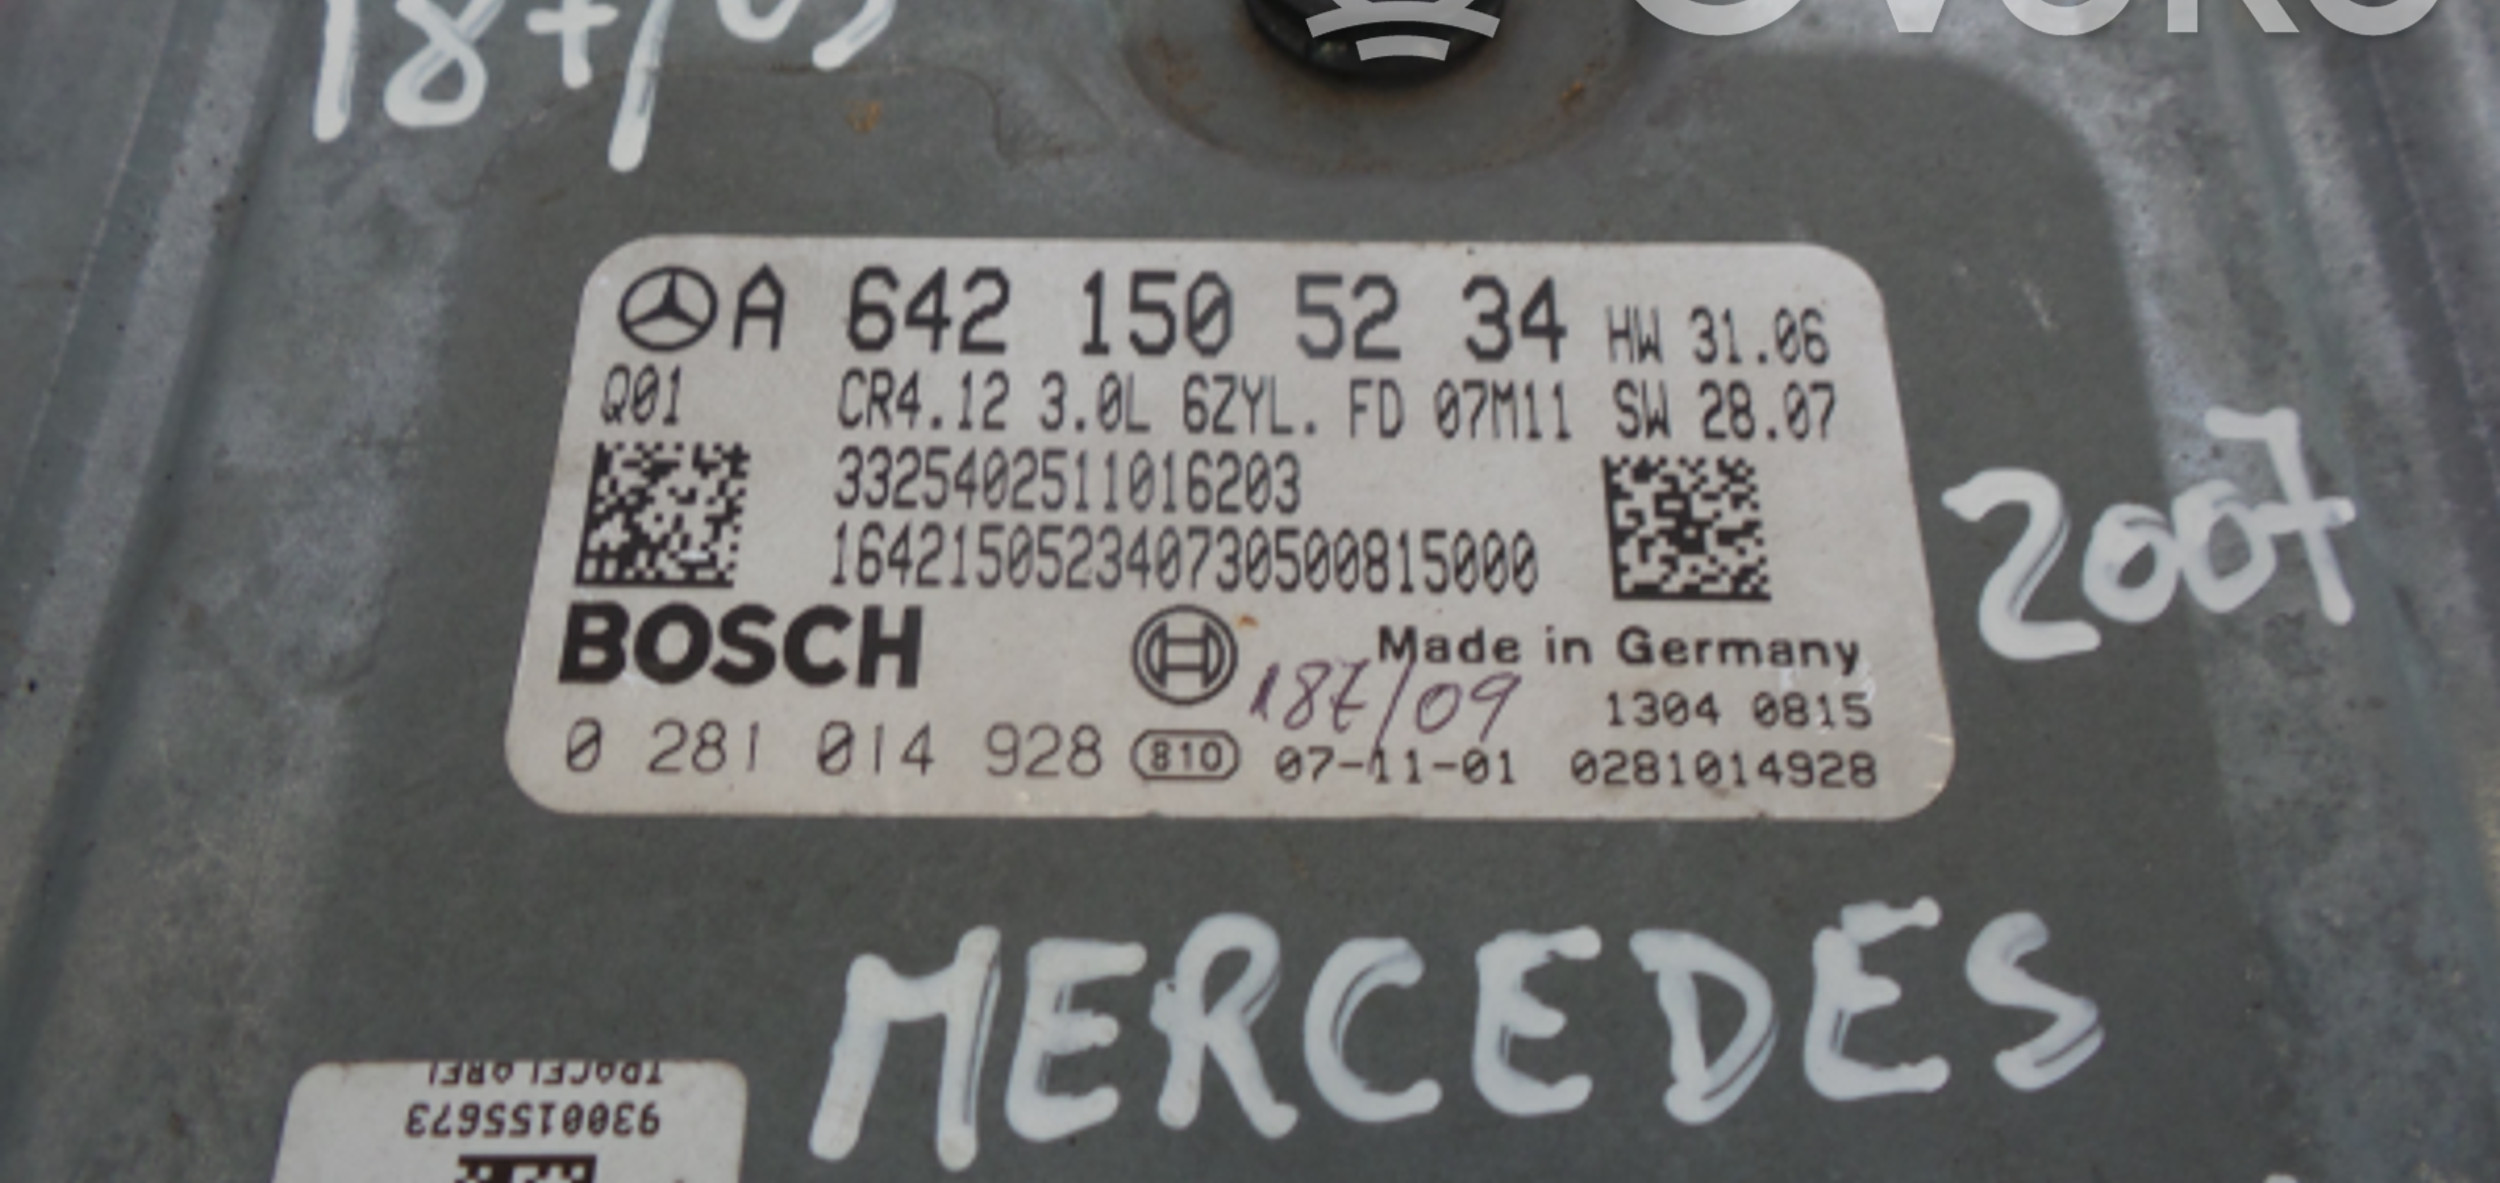 187/09
A 642 150 52 34 HW 31.06
Q01 CR4.12 3.0L 6ZYL. FD 07M11 SW 28.07
3325402511016203
164215052340730500815000
BOSCH
Made in Germany
187/09
1304 0815
0 281 014 928 810 07-11-01 0281014928
2007
MERCEDES
TRACELABEL
9300155673